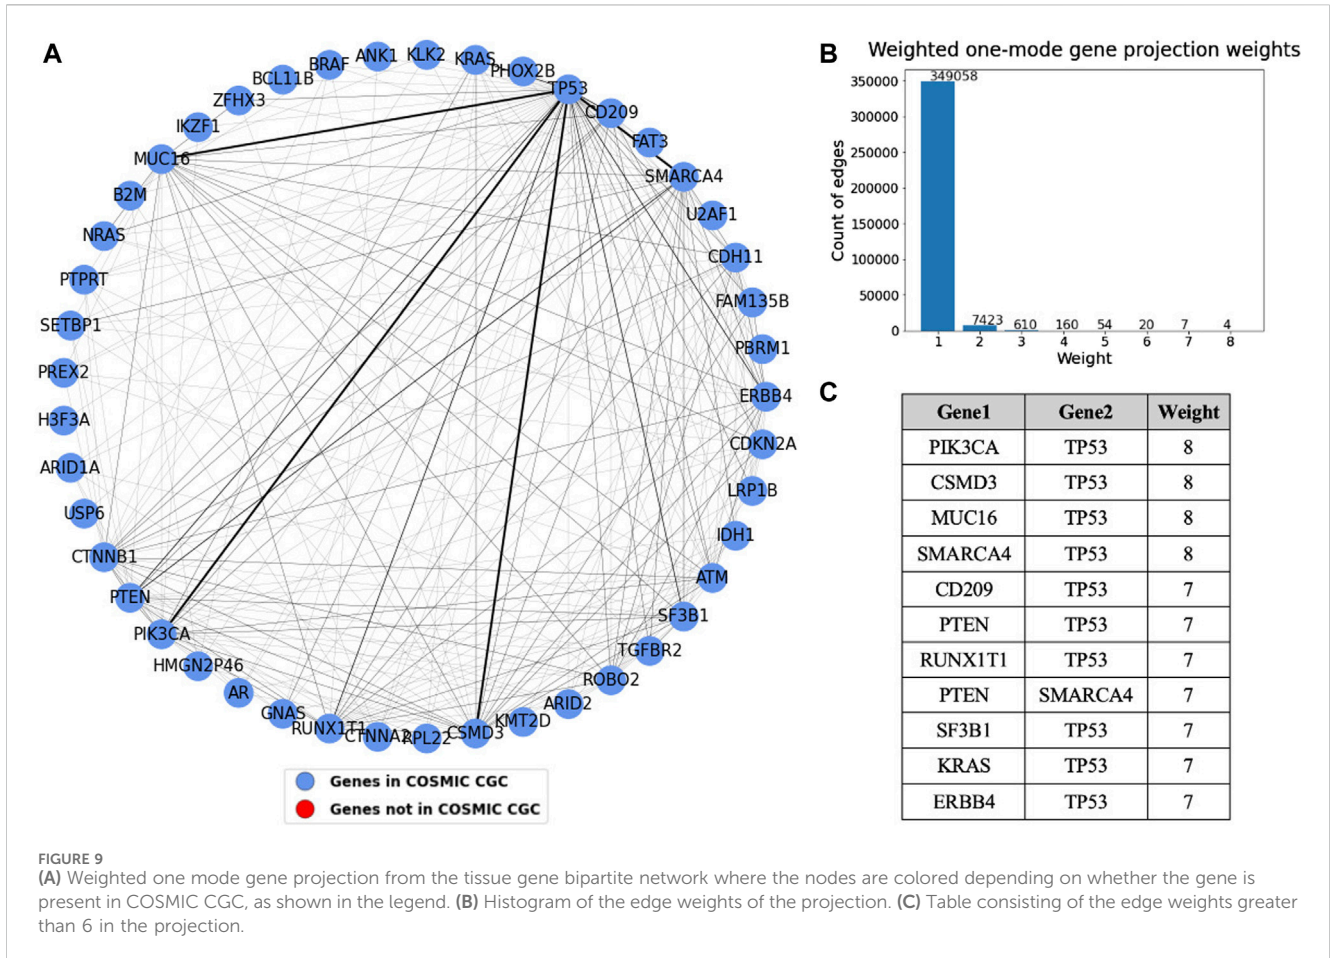 A
ANK1
KLK2
KRAS
BRAF
PHOX2B
BCL11B
TP53
ZFHX3
CD209
IKZF1
FAT3
MUC16
SMARCA4
B2M
U2AF1
NRAS
CDH11
PTPRT
FAM135B
SETBP1
PBRM1
PREX2
ERBB4
H3F3A
CDKN2A
ARID1A
LRP1B
USP6
IDH1
CTNNB1
ATM
PTEN
SF3B1
PIK3CA
TGFBR2
HMGN2P46
ROBO2
AR
ARID2
GNAS
KMT2D
RUNX1T1
CTNNA2
RPL22
CSMD3
Genes in COSMIC CGC
Genes not in COSMIC CGC
B
Weighted one-mode gene projection weights
Count of edges
350000
300000
250000
200000
150000
100000
50000
0
349058
7423
610
160
54
20
7
4
1 2 3 4 5 6 7 8
Weight
C
Gene1 Gene2 Weight
PIK3CA TP53 8
CSMD3 TP53 8
MUC16 TP53 8
SMARCA4 TP53 8
CD209 TP53 7
PTEN TP53 7
RUNX1T1 TP53 7
PTEN SMARCA4 7
SF3B1 TP53 7
KRAS TP53 7
ERBB4 TP53 7
FIGURE 9
(A) Weighted one mode gene projection from the tissue gene bipartite network where the nodes are colored depending on whether the gene is
present in COSMIC CGC, as shown in the legend. (B) Histogram of the edge weights of the projection. (C) Table consisting of the edge weights greater
than 6 in the projection.